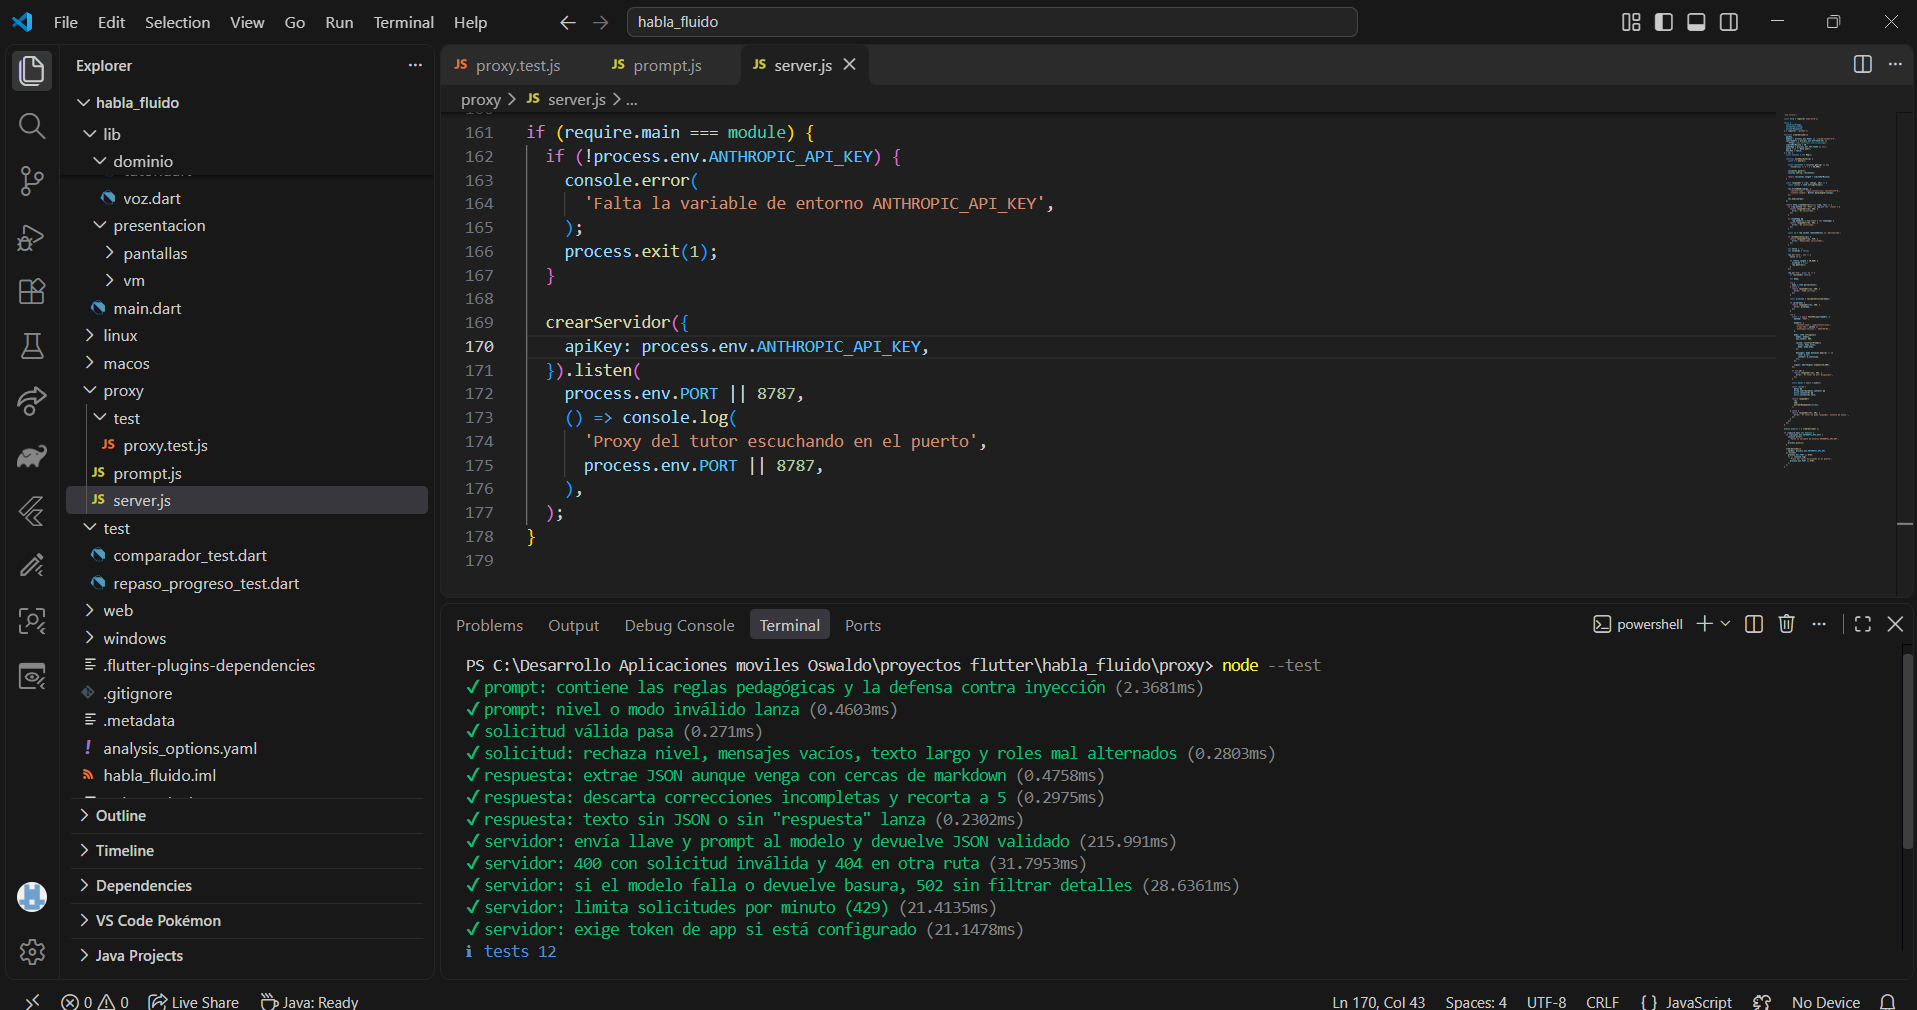 File Edit Selection View Go Run Terminal Help
habla_fluido
Explorer
habla_fluido
lib
dominio
voz.dart
presentacion
pantallas
vm
main.dart
linux
macos
proxy
test
proxy.test.js
prompt.js
server.js
test
comparador_test.dart
repaso_progreso_test.dart
web
windows
.flutter-plugins-dependencies
.gitignore
.metadata
analysis_options.yaml
habla_fluido.iml
Outline
Timeline
Dependencies
VS Code Pokémon
Java Projects
JS proxy.test.js JS prompt.js JS server.js
proxy > JS server.js > ...
161 if (require.main === module) {
162 if (!process.env.ANTHROPIC_API_KEY) {
163 console.error(
164 'Falta la variable de entorno ANTHROPIC_API_KEY',
165 );
166 process.exit(1);
167 }
168
169 crearServidor({
170 apiKey: process.env.ANTHROPIC_API_KEY,
171 }).listen(
172 process.env.PORT || 8787,
173 () => console.log(
174 'Proxy del tutor escuchando en el puerto',
175 process.env.PORT || 8787,
176 ),
177 );
178 }
179
Problems Output Debug Console Terminal Ports
powershell
PS C:\Desarrollo Aplicaciones moviles Oswaldo\proyectos flutter\habla_fluido\proxy> node --test
✓ prompt: contiene las reglas pedagógicas y la defensa contra inyección (2.3681ms)
✓ prompt: nivel o modo inválido lanza (0.4603ms)
✓ solicitud válida pasa (0.271ms)
✓ solicitud: rechaza nivel, mensajes vacíos, texto largo y roles mal alternados (0.2803ms)
✓ respuesta: extrae JSON aunque venga con cercas de markdown (0.4758ms)
✓ respuesta: descarta correcciones incompletas y recorta a 5 (0.2975ms)
✓ respuesta: texto sin JSON o sin "respuesta" lanza (0.2302ms)
✓ servidor: envía llave y prompt al modelo y devuelve JSON validado (215.991ms)
✓ servidor: 400 con solicitud inválida y 404 en otra ruta (31.7953ms)
✓ servidor: si el modelo falla o devuelve basura, 502 sin filtrar detalles (28.6361ms)
✓ servidor: limita solicitudes por minuto (429) (21.4135ms)
✓ servidor: exige token de app si está configurado (21.1478ms)
ℹ tests 12
0 0 Live Share Java: Ready
Ln 170, Col 43 Spaces: 4 UTF-8 CRLF {} JavaScript No Device